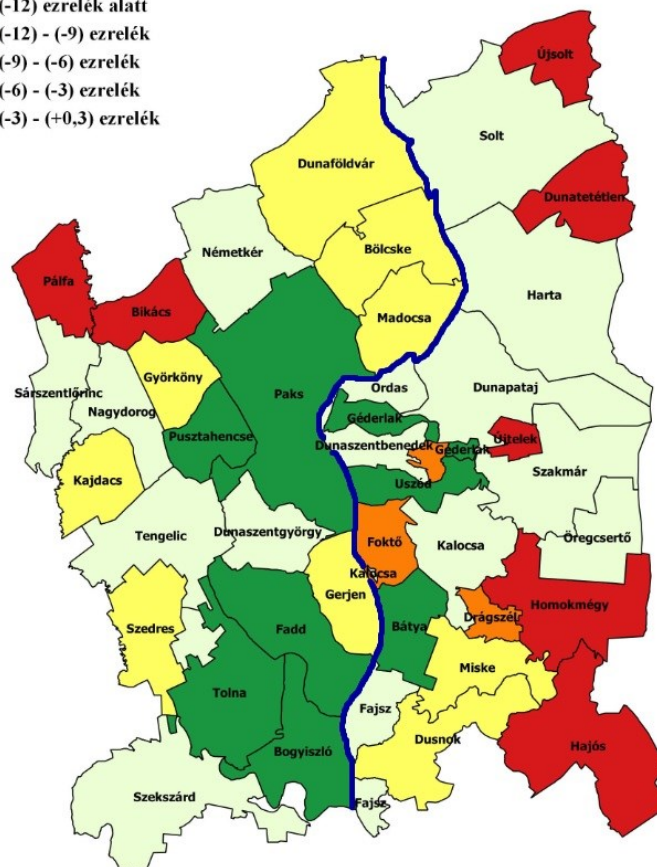 (-12) ezrelék alatt
(-12) - (-9) ezrelék
(-9) - (-6) ezrelék
(-6) - (-3) ezrelék
(-3) - (+0,3) ezrelék
Újsolt
Solt
Dunaföldvár
Dunatetétlen
Németkér
Bölcske
Pálfa
Harta
Bikács
Madocsa
Györköny
Paks
Ordas
Dunapataj
Sárszentlőrinc
Nagydorog
Géderlak
Pusztahencse
Dunaszentbenedek
Géderlak
Újtelek
Szakmár
Kajdacs
Uszód
Tengelic
Dunaszentgyörgy
Foktő
Kalocsa
Öregcsertő
Kalocsa
Gerjen
Homokmégy
Drágszél
Szedres
Fadd
Bátya
Miske
Tolna
Fajsz
Dusnok
Hajós
Bogyiszló
Szekszárd
Fajsz